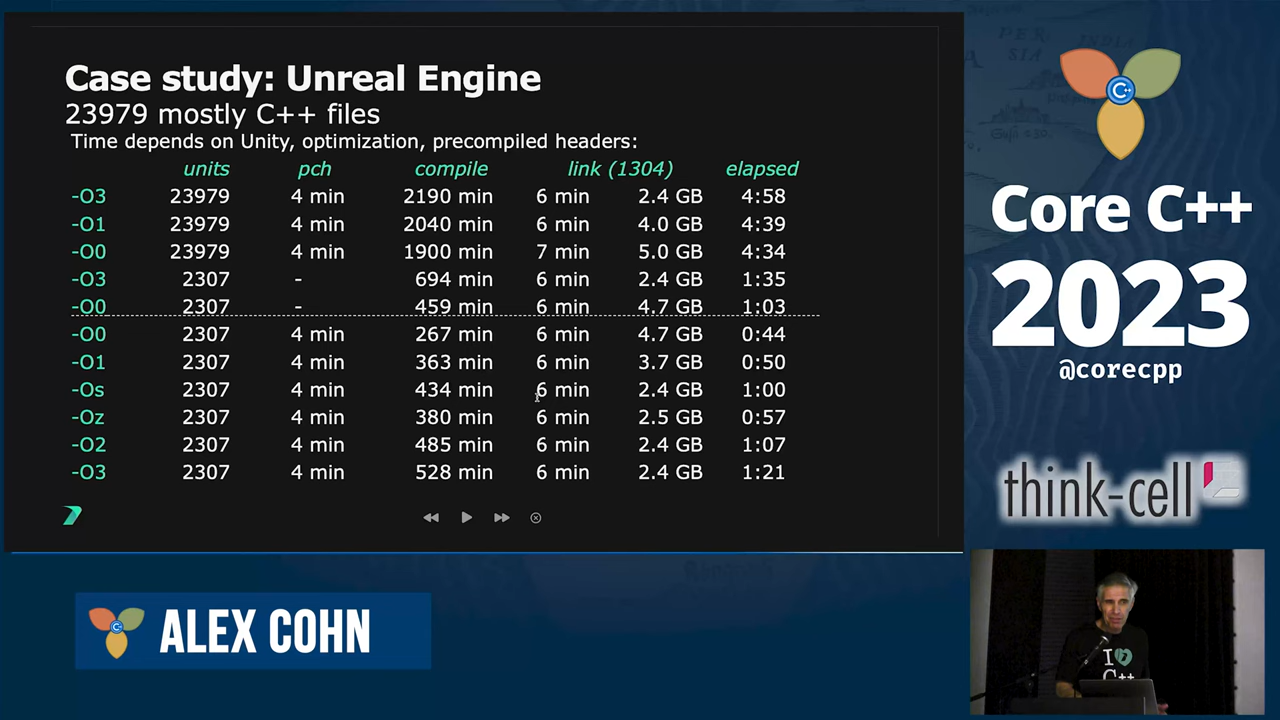 Case study: Unreal Engine
23979 mostly C++ files
Time depends on Unity, optimization, precompiled headers:
units pch compile link (1304) elapsed
-O3 23979 4 min 2190 min 6 min 2.4 GB 4:58
-O1 23979 4 min 2040 min 6 min 4.0 GB 4:39
-O0 23979 4 min 1900 min 7 min 5.0 GB 4:34
-O3 2307 - 694 min 6 min 2.4 GB 1:35
-O0 2307 - 459 min 6 min 4.7 GB 1:03
-O0 2307 4 min 267 min 6 min 4.7 GB 0:44
-O1 2307 4 min 363 min 6 min 3.7 GB 0:50
-Os 2307 4 min 434 min 6 min 2.4 GB 1:00
-Oz 2307 4 min 380 min 6 min 2.5 GB 0:57
-O2 2307 4 min 485 min 6 min 2.4 GB 1:07
-O3 2307 4 min 528 min 6 min 2.4 GB 1:21
C++
Core C++
2023
@corecpp
think-cell
I
C++
C++
ALEX COHN